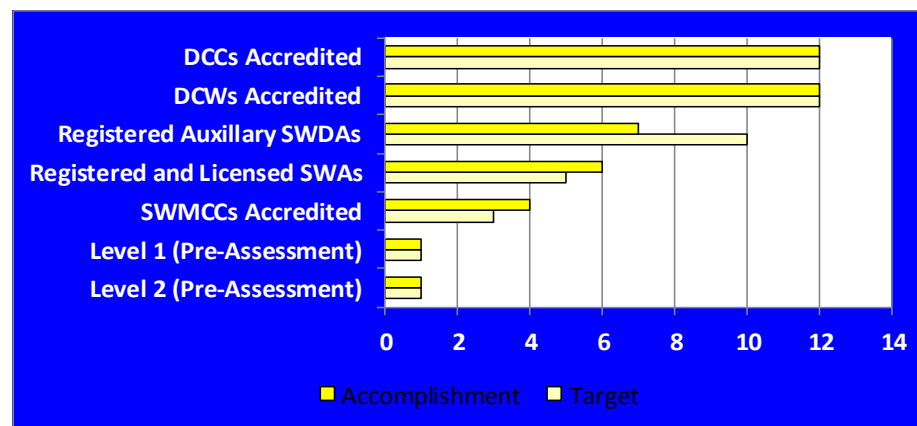 DCCs Accredited
DCWs Accredited
Registered Auxillary SWDAs
Registered and Licensed SWAs
SWMCCs Accredited
Level 1 (Pre-Assessment)
Level 2 (Pre-Assessment)
0 2 4 6 8 10 12 14
Accomplishment Target